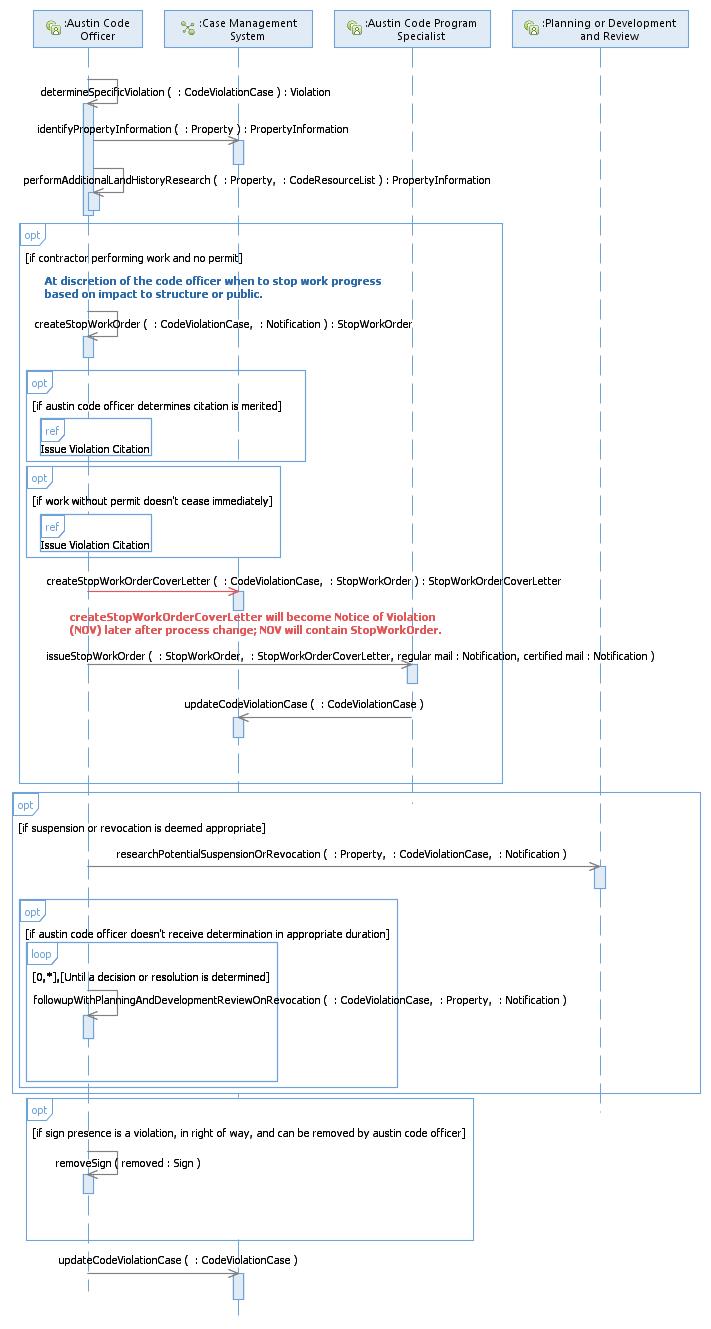 :Austin Code
Officer
:Case Management
System
:Austin Code Program
Specialist
:Planning or Development
and Review
determineSpecificViolation ( : CodeViolationCase ) : Violation
identifyPropertyInformation ( : Property ) : PropertyInformation
performAdditionalLandHistoryResearch ( : Property, : CodeResourceList ) : PropertyInformation
opt
[if contractor performing work and no permit]
At discretion of the code officer when to stop work progress
based on impact to structure or public.
createStopWorkOrder ( : CodeViolationCase, : Notification ) : StopWorkOrder
opt
[if austin code officer determines citation is merited]
ref
Issue Violation Citation
opt
[if work without permit doesn't cease immediately]
ref
Issue Violation Citation
createStopWorkOrderCoverLetter ( : CodeViolationCase, : StopWorkOrder ) : StopWorkOrderCoverLetter
createStopWorkOrderCoverLetter will become Notice of Violation
(NOV) later after process change; NOV will contain StopWorkOrder.
issueStopWorkOrder ( : StopWorkOrder, : StopWorkOrderCoverLetter, regular mail : Notification, certified mail : Notification )
updateCodeViolationCase ( : CodeViolationCase )
opt
[if suspension or revocation is deemed appropriate]
researchPotentialSuspensionOrRevocation ( : Property, : CodeViolationCase, : Notification )
opt
[if austin code officer doesn't receive determination in appropriate duration]
loop
[0,*],[Until a decision or resolution is determined]
followupWithPlanningAndDevelopmentReviewOnRevocation ( : CodeViolationCase, : Property, : Notification )
opt
[if sign presence is a violation, in right of way, and can be removed by austin code officer]
removeSign ( removed : Sign )
updateCodeViolationCase ( : CodeViolationCase )